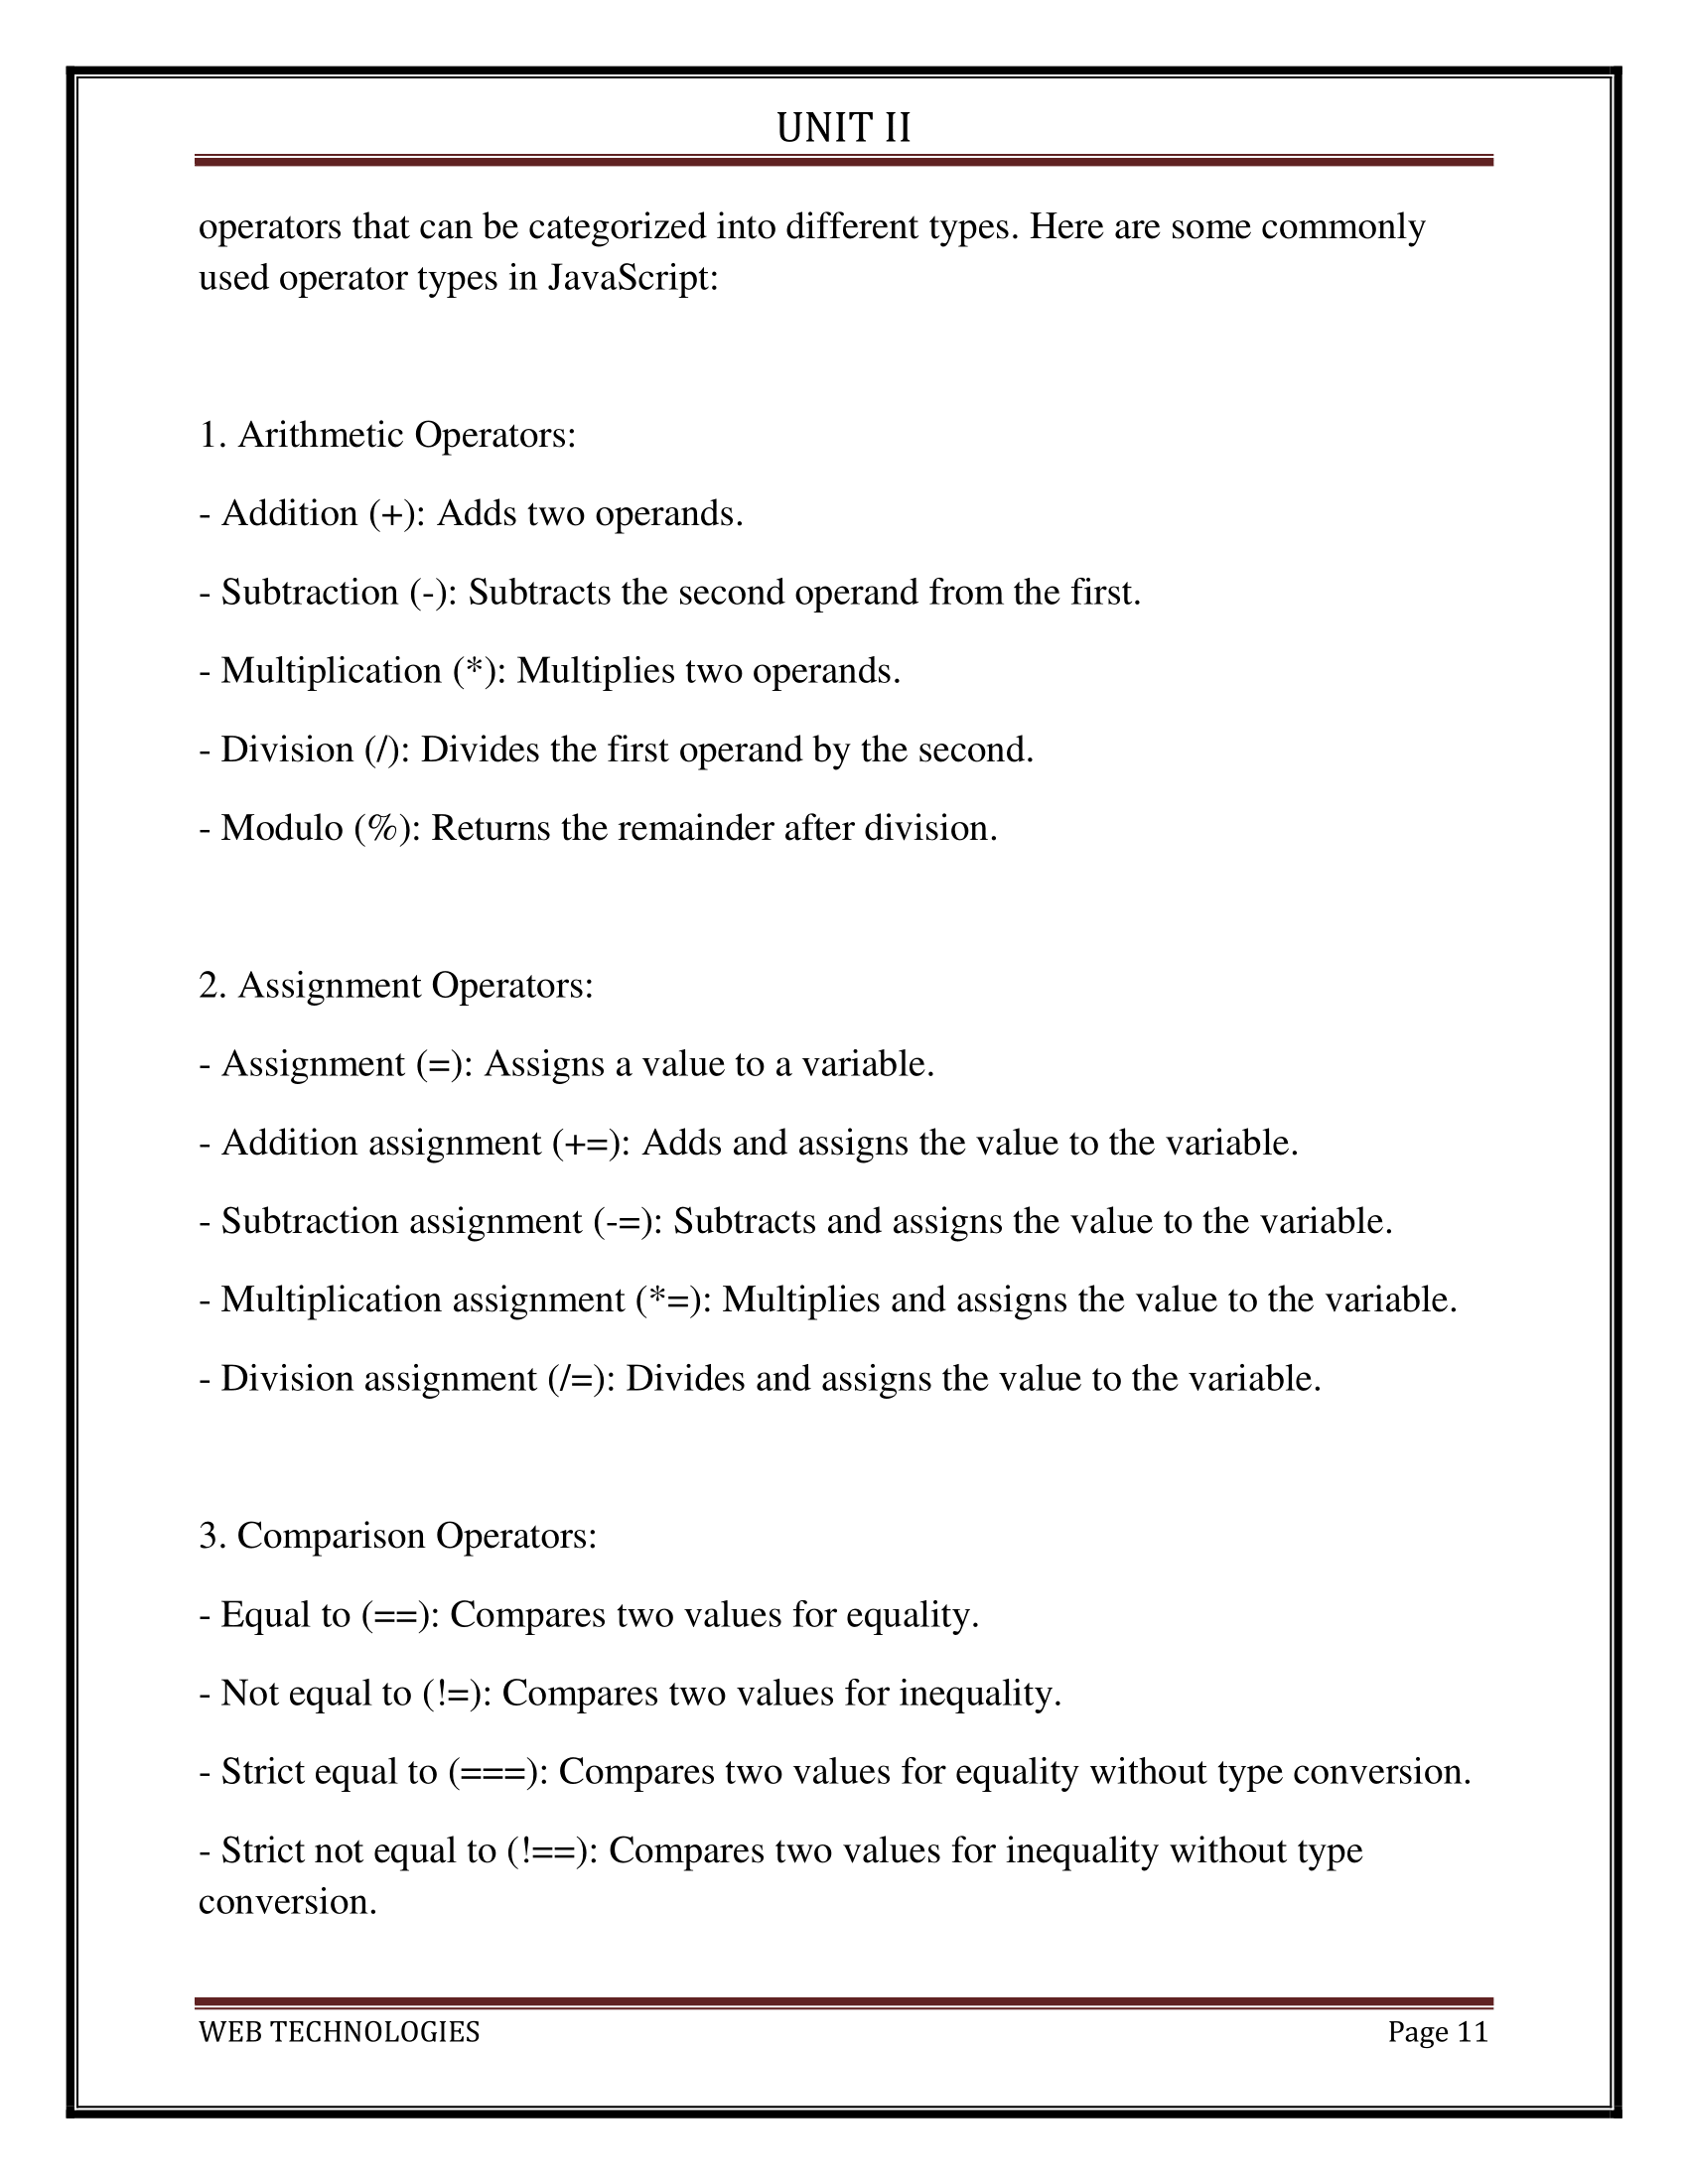 UNIT II
operators that can be categorized into different types. Here are some commonly
used operator types in JavaScript:
1. Arithmetic Operators:
- Addition (+): Adds two operands.
- Subtraction (-): Subtracts the second operand from the first.
- Multiplication (*): Multiplies two operands.
- Division (/): Divides the first operand by the second.
- Modulo (%): Returns the remainder after division.
2. Assignment Operators:
- Assignment (=): Assigns a value to a variable.
- Addition assignment (+=): Adds and assigns the value to the variable.
- Subtraction assignment (-=): Subtracts and assigns the value to the variable.
- Multiplication assignment (*=): Multiplies and assigns the value to the variable.
- Division assignment (/=): Divides and assigns the value to the variable.
3. Comparison Operators:
- Equal to (==): Compares two values for equality.
- Not equal to (!=): Compares two values for inequality.
- Strict equal to (===): Compares two values for equality without type conversion.
- Strict not equal to (!==): Compares two values for inequality without type
conversion.
WEB TECHNOLOGIES Page 11